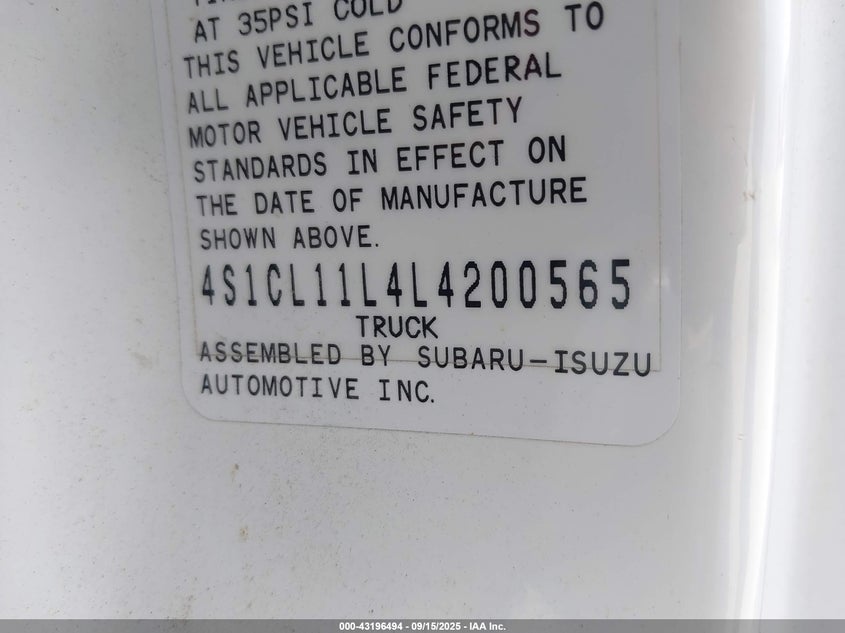 AT 35PSI COLD
THIS VEHICLE CONFORMS TO
ALL APPLICABLE FEDERAL
MOTOR VEHICLE SAFETY
STANDARDS IN EFFECT ON
THE DATE OF MANUFACTURE
SHOWN ABOVE.
4S1CL11L4L4200565
TRUCK
ASSEMBLED BY SUBARU-ISUZU
AUTOMOTIVE INC.
000-43196494 - 09/15/2025 - IAA Inc.